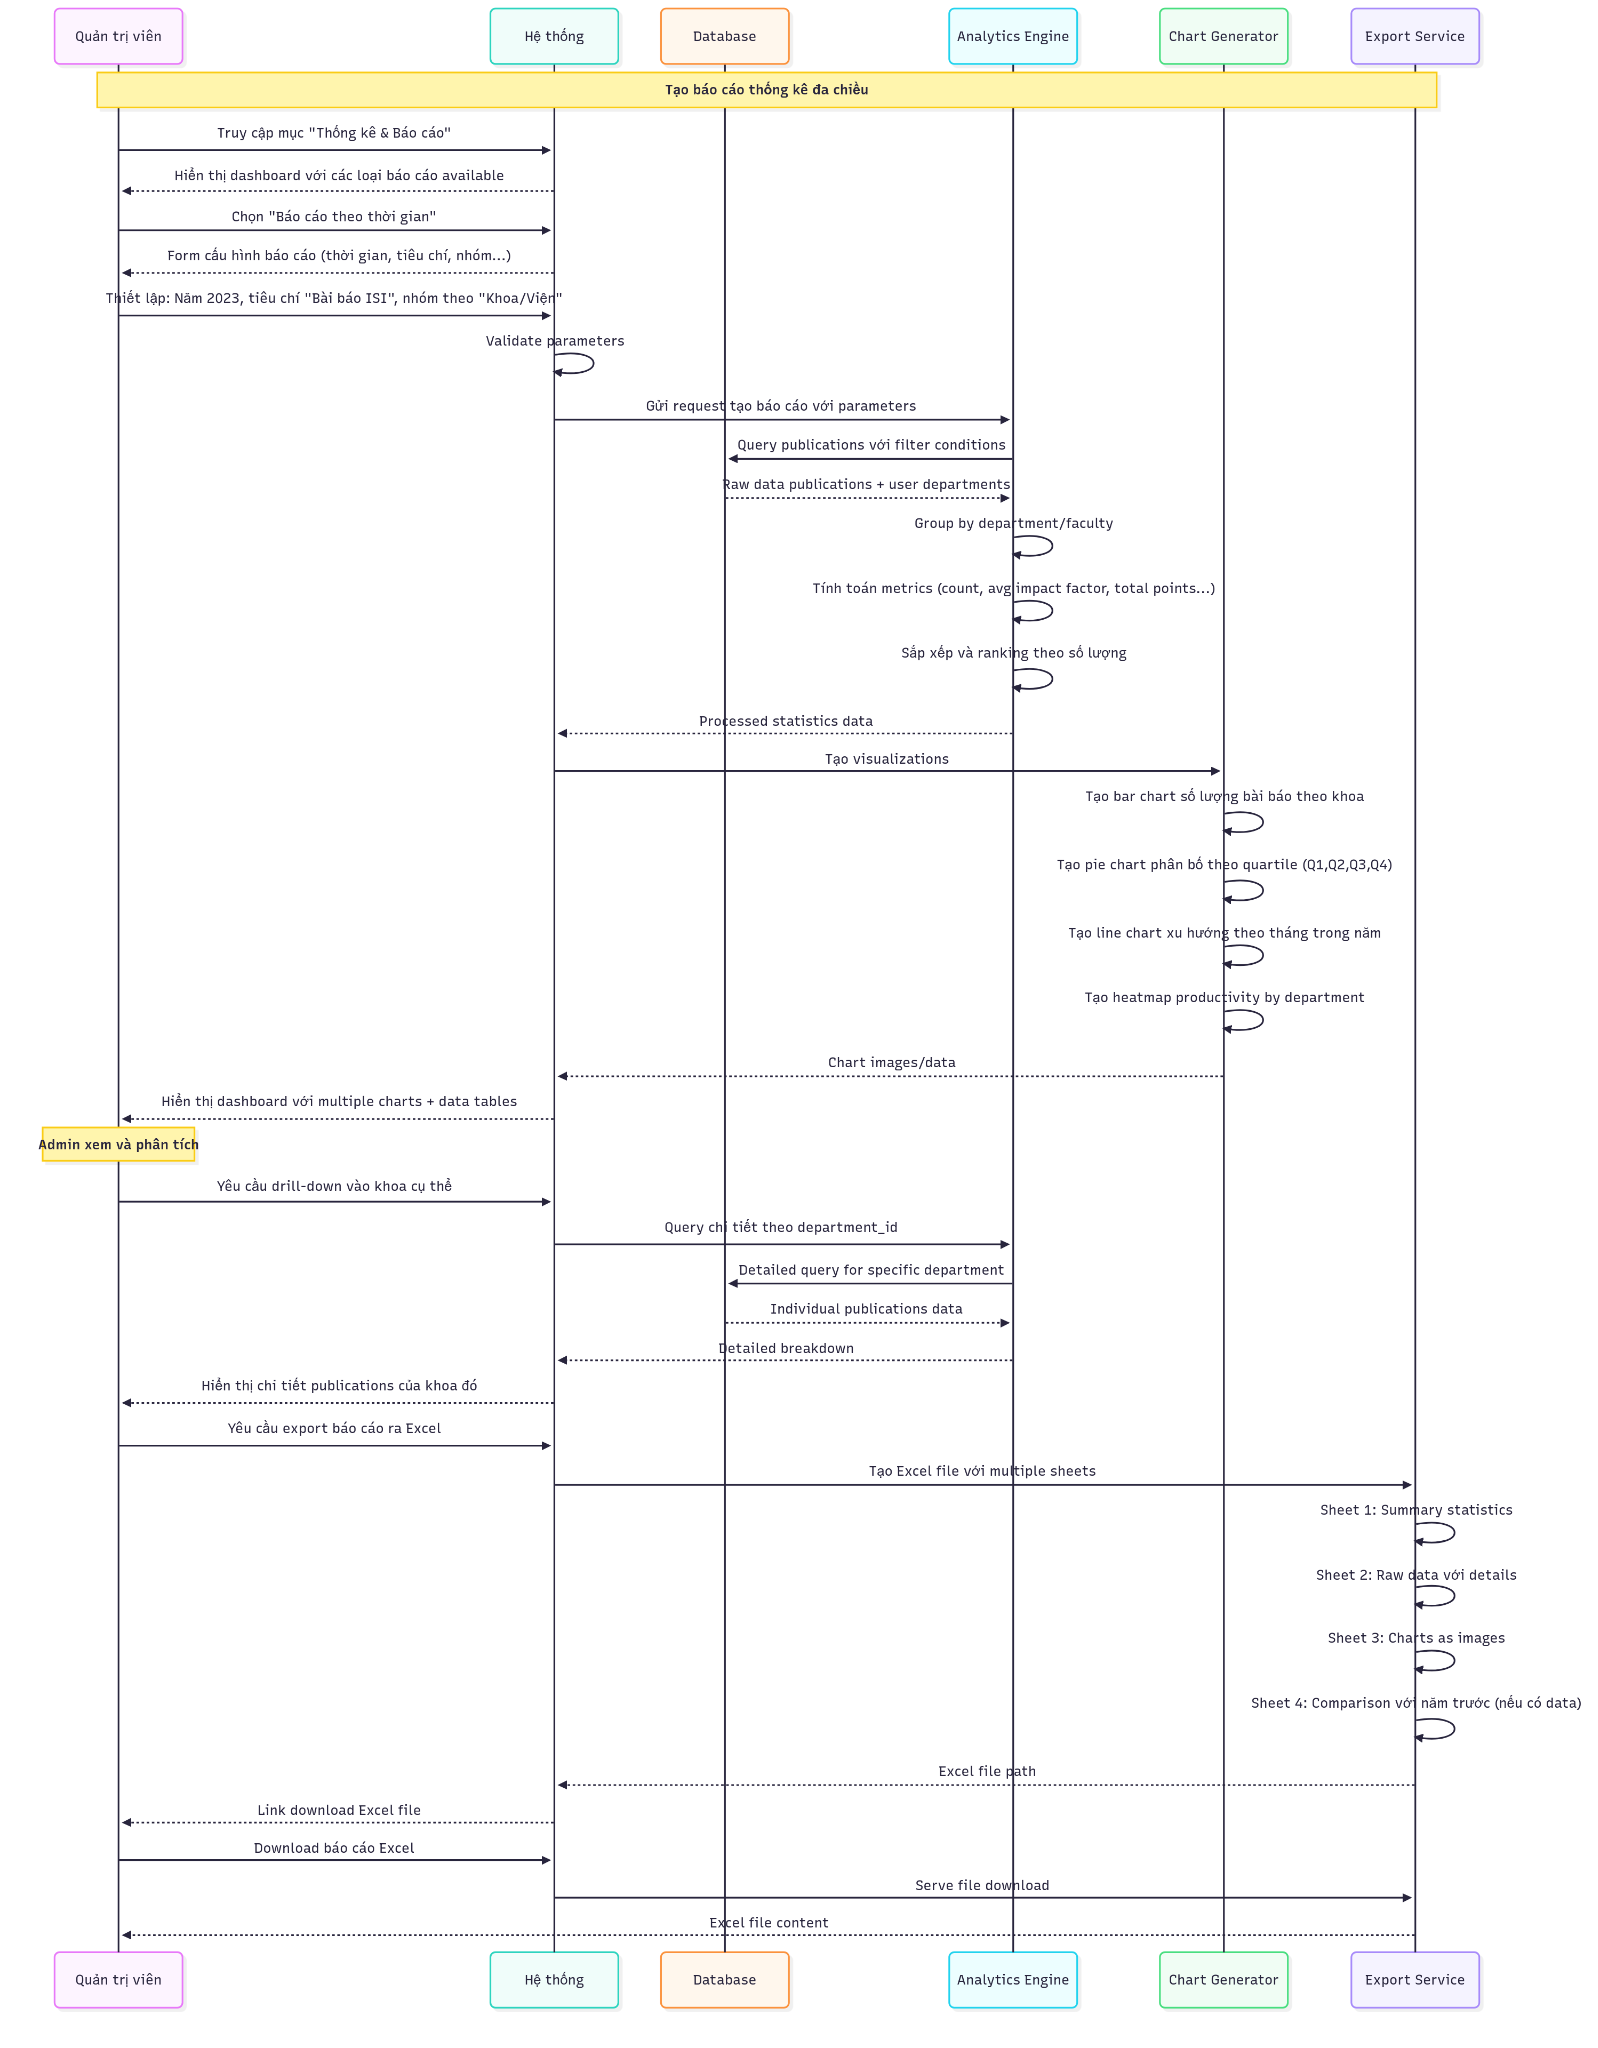 Quản trị viên
Hệ thống
Database
Analytics Engine
Chart Generator
Export Service
Tạo báo cáo thống kê đa chiều
Truy cập mục "Thống kê & Báo cáo"
Hiển thị dashboard với các loại báo cáo available
Chọn "Báo cáo theo thời gian"
Form cấu hình báo cáo (thời gian, tiêu chí, nhóm...)
Thiết lập: Năm 2023, tiêu chí "Bài báo ISI", nhóm theo "Khoa/Viện"
Validate parameters
Gửi request tạo báo cáo với parameters
Query publications với filter conditions
Raw data publications + user departments
Group by department/faculty
Tính toán metrics (count, avg impact factor, total points...)
Sắp xếp và ranking theo số lượng
Processed statistics data
Tạo visualizations
Tạo bar chart số lượng bài báo theo khoa
Tạo pie chart phân bố theo quartile (Q1,Q2,Q3,Q4)
Tạo line chart xu hướng theo tháng trong năm
Tạo heatmap productivity by department
Chart images/data
Hiển thị dashboard với multiple charts + data tables
Admin xem và phân tích
Yêu cầu drill-down vào khoa cụ thể
Query chi tiết theo department_id
Detailed query for specific department
Individual publications data
Detailed breakdown
Hiển thị chi tiết publications của khoa đó
Yêu cầu export báo cáo ra Excel
Tạo Excel file với multiple sheets
Sheet 1: Summary statistics
Sheet 2: Raw data với details
Sheet 3: Charts as images
Sheet 4: Comparison với năm trước (nếu có data)
Excel file path
Link download Excel file
Download báo cáo Excel
Serve file download
Excel file content
Quản trị viên
Hệ thống
Database
Analytics Engine
Chart Generator
Export Service